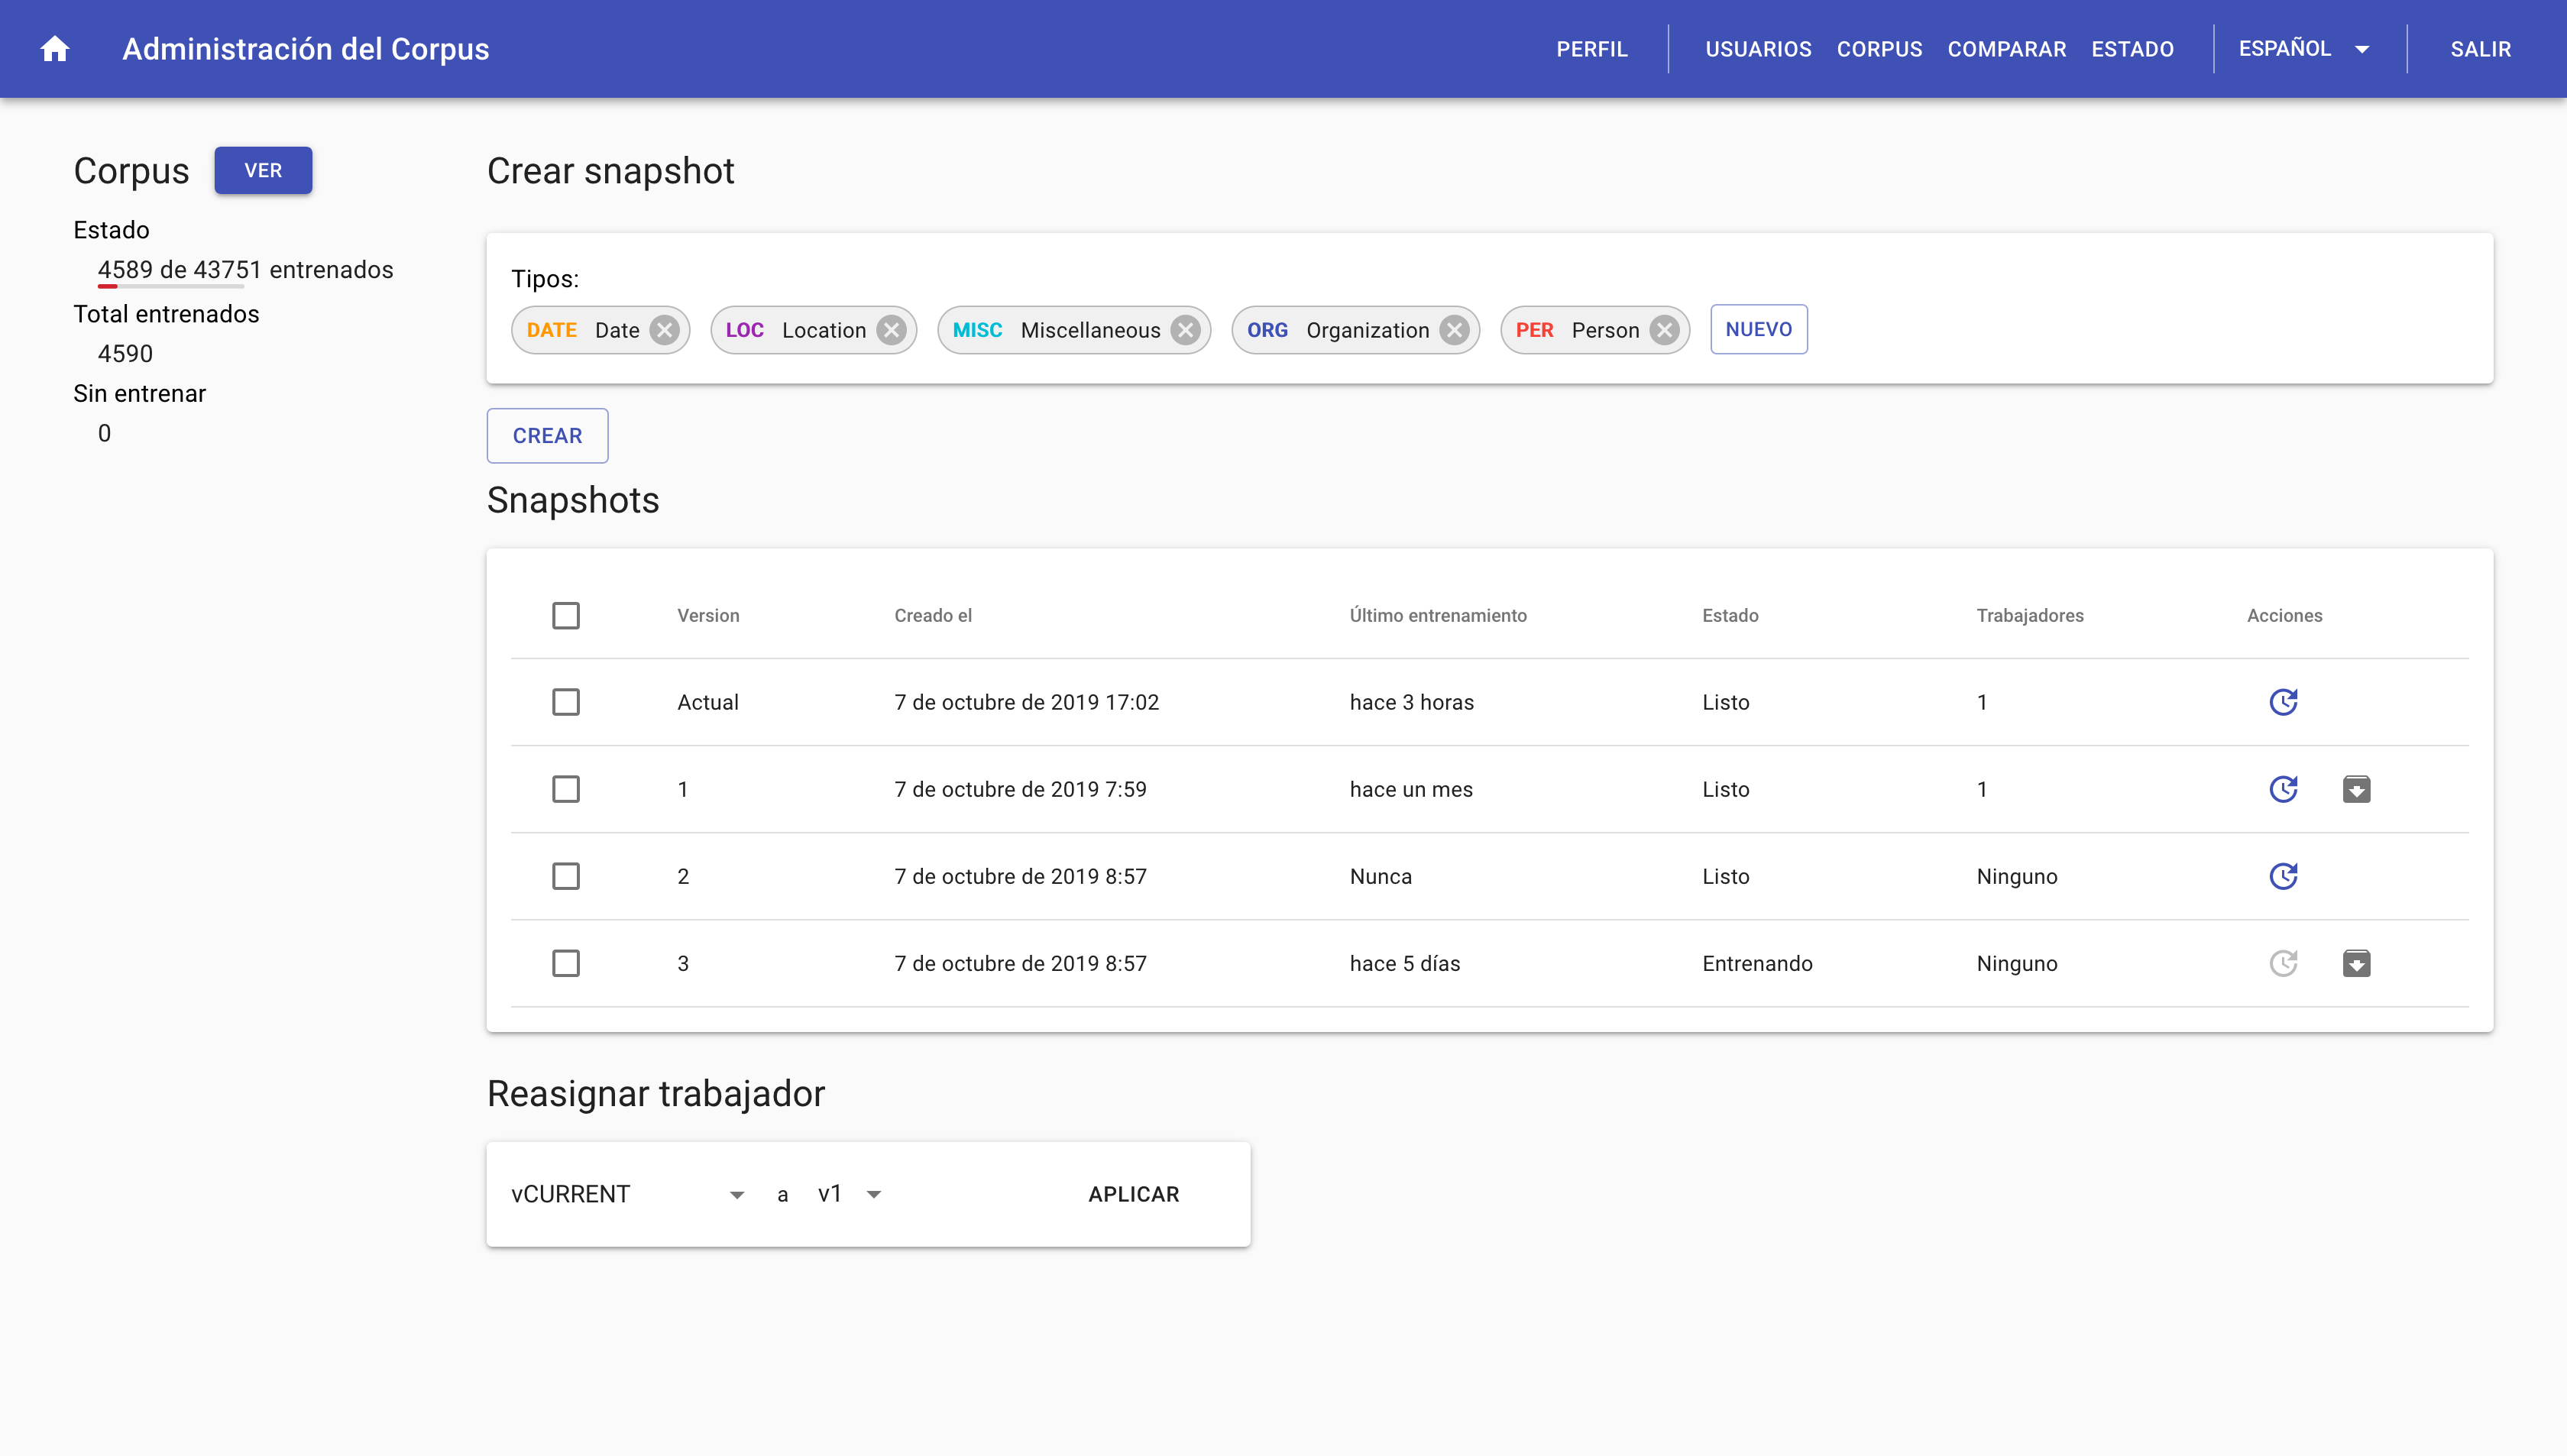 Administración del Corpus PERFIL USUARIOS CORPUS COMPARAR ESTADO ESPAÑOL SALIR
Corpus VER
Estado
4589 de 43751 entrenados
Total entrenados
4590
Sin entrenar
0
Crear snapshot
Tipos:
DATE Date LOC Location MISC Miscellaneous ORG Organization PER Person NUEVO
CREAR
Snapshots
Version Creado el Último entrenamiento Estado Trabajadores Acciones
Actual 7 de octubre de 2019 17:02 hace 3 horas Listo 1
1 7 de octubre de 2019 7:59 hace un mes Listo 1
2 7 de octubre de 2019 8:57 Nunca Listo Ninguno
3 7 de octubre de 2019 8:57 hace 5 días Entrenando Ninguno
Reasignar trabajador
vCURRENT a v1 APLICAR